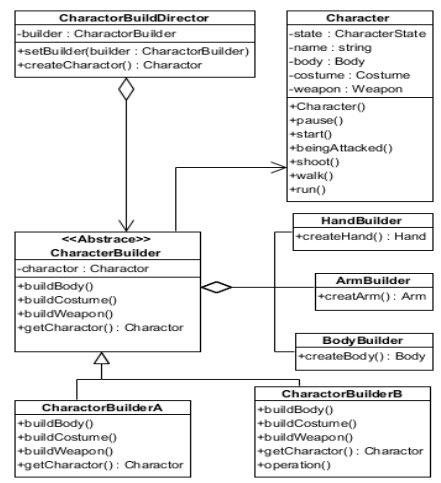 CharactorBuildDirector
-builder : CharactorBuilder
+setBuilder(builder : CharactorBuilder)
+createCharactor() : Charactor
Character
-state : CharacterState
-name : string
-body : Body
-costume : Costume
-weapon : Weapon
+Character()
+pause()
+start()
+beingAttacked()
+shoot()
+walk()
+run()
<<Abstrace>>
CharacterBuilder
-charactor : Charactor
+buildBody()
+buildCostume()
+buildWeapon()
+getCharactor() : Charactor
HandBuilder
+createHand() : Hand
ArmBuilder
+creatArm() : Arm
BodyBuilder
+createBody() : Body
CharactorBuilderA
+buildBody()
+buildCostume()
+buildWeapon()
+getCharactor() : Charactor
CharactorBuilderB
+buildBody()
+buildCostume()
+buildWeapon()
+getCharactor() : Charactor
+operation()